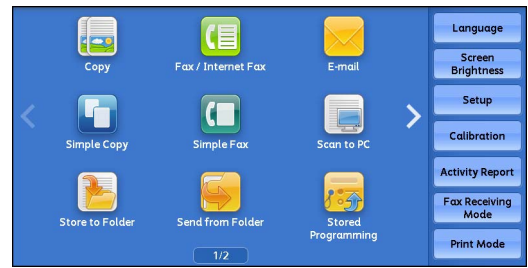 Copy
Fax / Internet Fax
E-mail
Simple Copy
Simple Fax
Scan to PC
Store to Folder
Send from Folder
Stored
Programming
1/2
Language
Screen
Brightness
Setup
Calibration
Activity Report
Fax Receiving
Mode
Print Mode